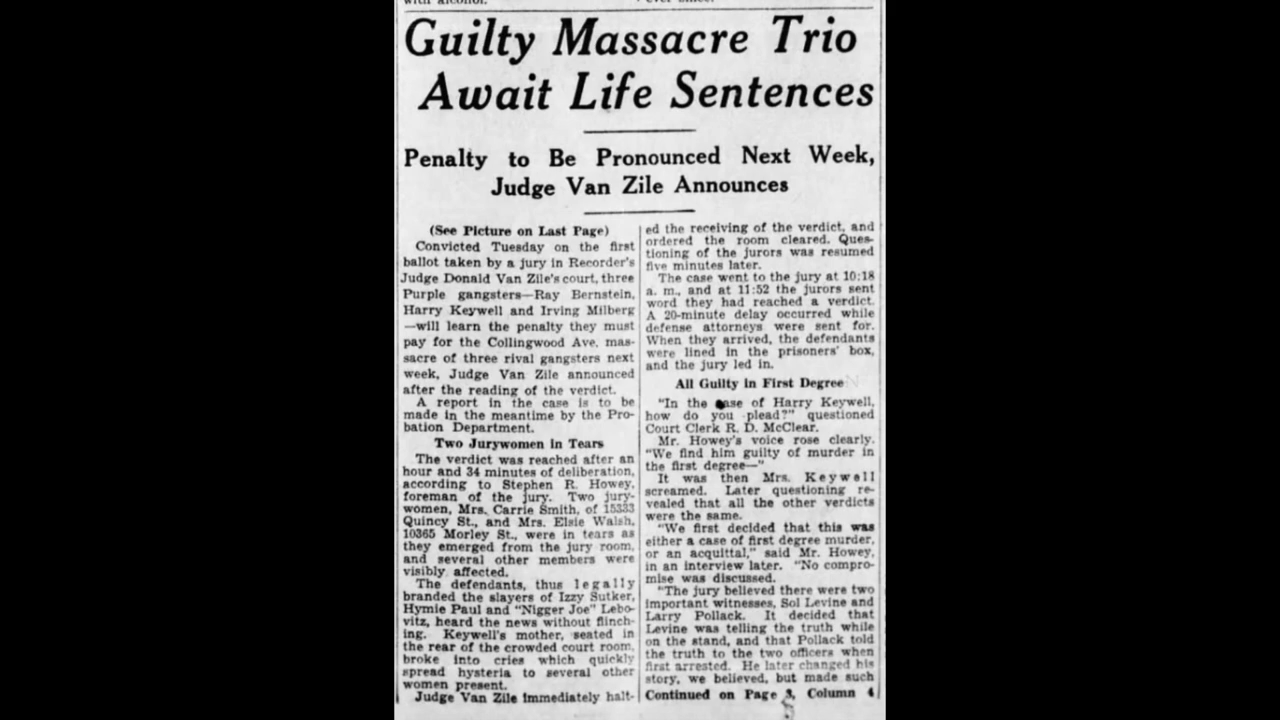 with alcohol.
Guilty Massacre Trio
Await Life Sentences
Penalty to Be Pronounced Next Week,
Judge Van Zile Announces
(See Picture on Last Page)
Convicted Tuesday on the first
ballot taken by a jury in Recorder's
Judge Donald Van Zile's court, three
Purple gangsters—Ray Bernstein,
Harry Keywell and Irving Milberg
—will learn the penalty they must
pay for the Collingwood Ave. mas-
sacre of three rival gangsters next
week, Judge Van Zile announced
after the reading of the verdict.
A report in the case is to be
made in the meantime by the Pro-
bation Department.
Two Jurywomen in Tears
The verdict was reached after an
hour and 34 minutes of deliberation,
according to Stephen R. Howey,
foreman of the jury. Two jury-
women, Mrs. Carrie Smith, of 15333
Quincy St., and Mrs. Elsie Walsh,
10365 Morley St., were in tears as
they emerged from the jury room,
and several other members were
visibly affected.
The defendants, thus legally
branded the slayers of Izzy Sutker,
Hymie Paul and "Nigger Joe" Lebo-
vitz, heard the news without flinch-
ing. Keywell's mother, seated in
the rear of the crowded court room,
broke into cries which quickly
spread hysteria to several other
women present.
Judge Van Zile immediately halt-
ed the receiving of the verdict, and
ordered the room cleared. Ques-
tioning of the jurors was resumed
five minutes later.
The case went to the jury at 10:18
a. m., and at 11:52 the jurors sent
word they had reached a verdict.
A 20-minute delay occurred while
defense attorneys were sent for.
When they arrived, the defendants
were lined in the prisoners' box,
and the jury led in.
All Guilty in First Degree
"In the case of Harry Keywell,
how do you plead?" questioned
Court Clerk R. D. McClear.
Mr. Howey's voice rose clearly.
"We find him guilty of murder in
the first degree—"
It was then Mrs. Keywell
screamed. Later questioning re-
vealed that all the other verdicts
were the same.
"We first decided that this was
either a case of first degree murder,
or an acquittal," said Mr. Howey,
in an interview later. "No compro-
mise was discussed.
"The jury believed there were two
important witnesses, Sol Levine and
Larry Pollack. It decided that
Levine was telling the truth while
on the stand, and that Pollack told
the truth to the two officers when
first arrested. He later changed his
story, we believed, but made such
Continued on Page 3, Column 4